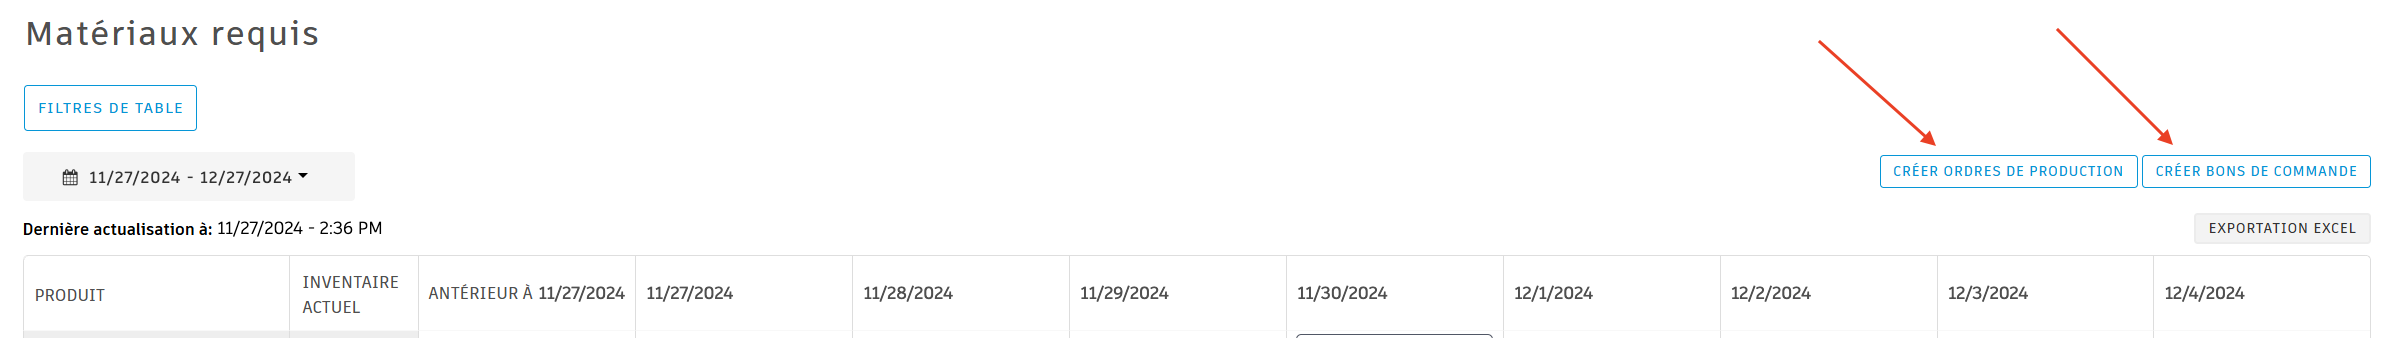 Matériaux requis
FILTRES DE TABLE
11/27/2024 - 12/27/2024
CRÉER ORDRES DE PRODUCTION
CRÉER BONS DE COMMANDE
Dernière actualisation à: 11/27/2024 - 2:36 PM
EXPORTATION EXCEL
PRODUIT
INVENTAIRE
ACTUEL
ANTÉRIEUR À 11/27/2024
11/27/2024
11/28/2024
11/29/2024
11/30/2024
12/1/2024
12/2/2024
12/3/2024
12/4/2024